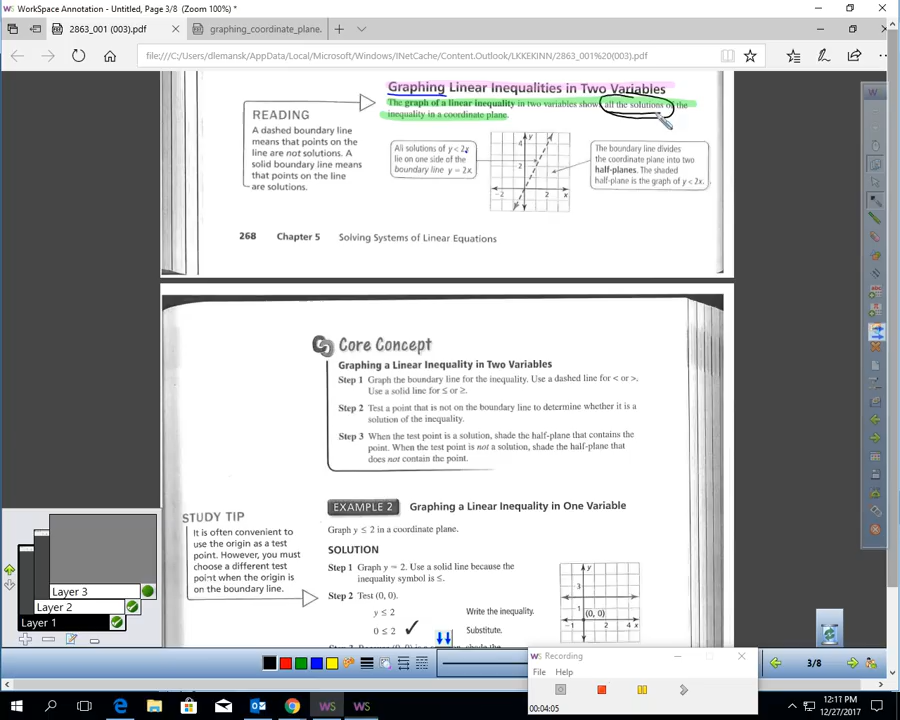 WorkSpace Annotation - Untitled, Page 3/8 (Zoom 100%)
2863_001 (003).pdf
graphing_coordinate_plane.
file:///C:/Users/dlemansk/AppData/Local/Microsoft/Windows/INetCache/Content.Outlook/LKKEKINN/2863_001%20(003).pdf
Graphing Linear Inequalities in Two Variables
The graph of a linear inequality in two variables shows all the solutions of the
inequality in a coordinate plane.
READING
A dashed boundary line
means that points on the
line are not solutions. A
solid boundary line means
that points on the line
are solutions.
All solutions of y < 2x
lie on one side of the
boundary line y = 2x
4
y
2
-2
2
x
The boundary line divides
the coordinate plane into two
half-planes. The shaded
half-plane is the graph of y < 2x.
268 Chapter 5 Solving Systems of Linear Equations
Core Concept
Graphing a Linear Inequality in Two Variables
Step 1 Graph the boundary line for the inequality. Use a dashed line for < or >.
Use a solid line for ≤ or ≥.
Step 2 Test a point that is not on the boundary line to determine whether it is a
solution of the inequality.
Step 3 When the test point is a solution, shade the half-plane that contains the
point. When the test point is not a solution, shade the half-plane that
does not contain the point.
EXAMPLE 2 Graphing a Linear Inequality in One Variable
STUDY TIP
It is often convenient to
use the origin as a test
point. However, you must
choose a different test
point when the origin is
on the boundary line.
Graph y ≤ 2 in a coordinate plane.
SOLUTION
Step 1 Graph y = 2. Use a solid line because the
inequality symbol is ≤.
Step 2 Test (0, 0).
y ≤ 2 Write the inequality.
0 ≤ 2 ✓ Substitute.
y
3
1
(0, 0)
-1
2
4 x
Layer 3
Layer 2
Layer 1
WS Recording
File Help
00:04:05
3/8
12:17 PM
12/27/2017